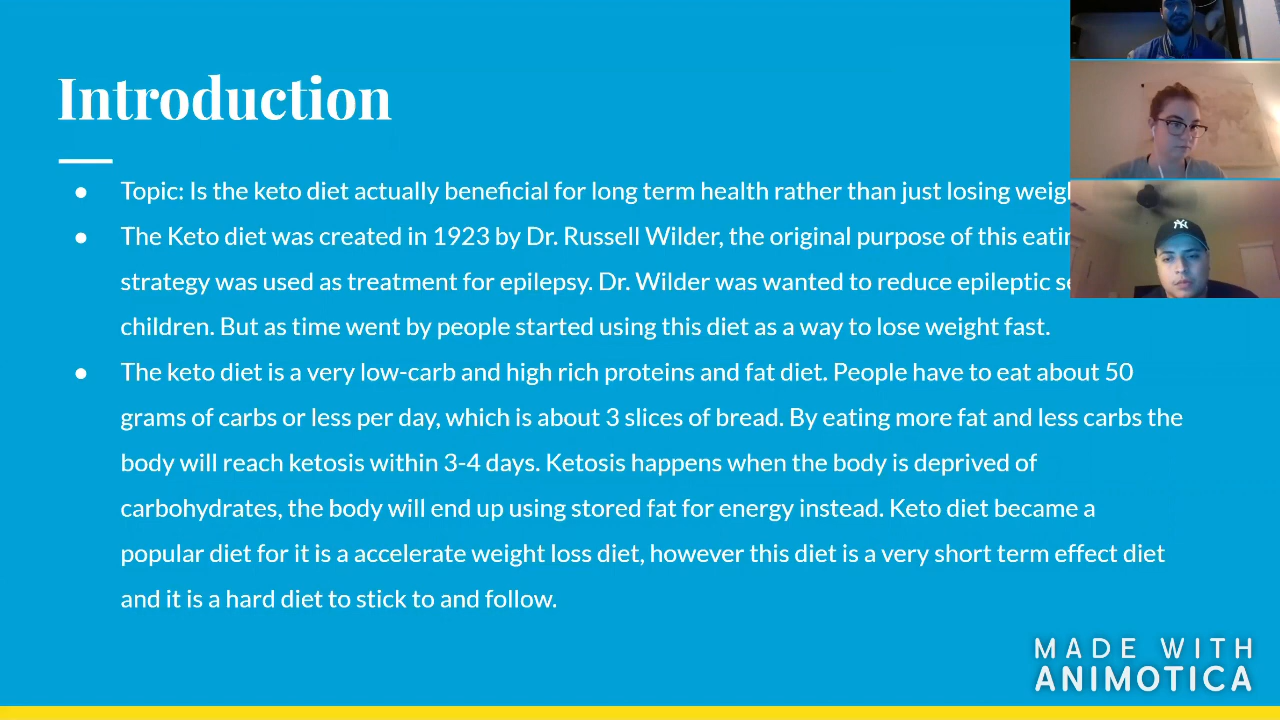 Introduction
● Topic: Is the keto diet actually beneficial for long term health rather than just losing
● The Keto diet was created in 1923 by Dr. Russell Wilder, the original purpose of this
strategy was used as treatment for epilepsy. Dr. Wilder was wanted to reduce epileptic
children. But as time went by people started using this diet as a way to lose weight fast.
● The keto diet is a very low-carb and high rich proteins and fat diet. People have to eat about 50
grams of carbs or less per day, which is about 3 slices of bread. By eating more fat and less carbs the
body will reach ketosis within 3-4 days. Ketosis happens when the body is deprived of
carbohydrates, the body will end up using stored fat for energy instead. Keto diet became a
popular diet for it is a accelerate weight loss diet, however this diet is a very short term effect diet
and it is a hard diet to stick to and follow.
NY
MADE WITH
ANIMOTICA